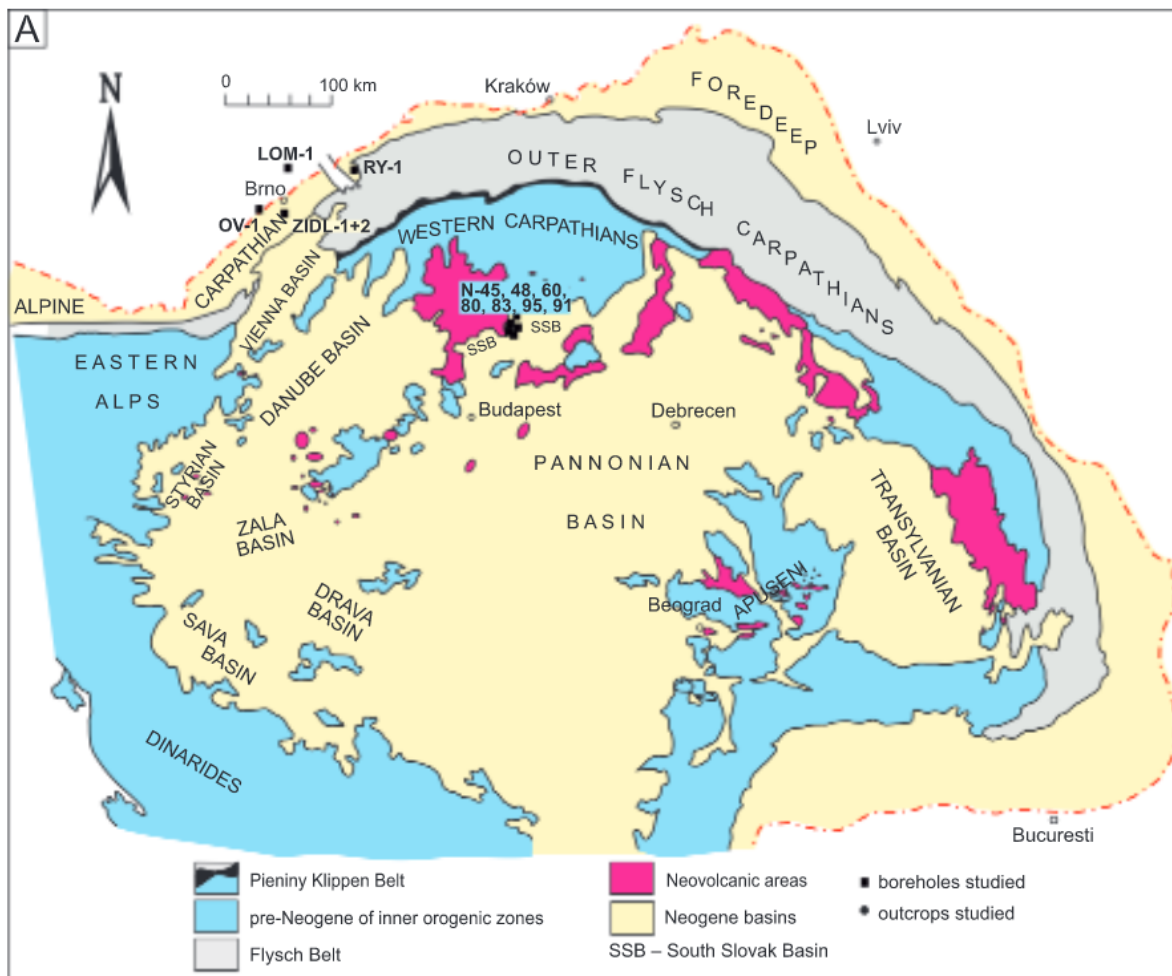 A
N
0 100 km
Kraków
FOREDEEP
Lviv
LOM-1
RY-1
Brno
OV-1
ZIDL-1+2
OUTER FLYSCH CARPATHIANS
WESTERN CARPATHIANS
CARPATHIAN
ALPINE
VIENNA BASIN
N-45, 48, 60,
80, 83, 95, 91
SSB
SSB
EASTERN
ALPS
DANUBE BASIN
Budapest
Debrecen
STYRIAN
BASIN
PANNONIAN
BASIN
ZALA
BASIN
TRANSYLVANIAN
BASIN
DRAVA
BASIN
Beograd
APUSENI
SAVA
BASIN
DINARIDES
Bucuresti
Pieniny Klippen Belt
pre-Neogene of inner orogenic zones
Flysch Belt
Neovolcanic areas
Neogene basins
SSB – South Slovak Basin
boreholes studied
outcrops studied